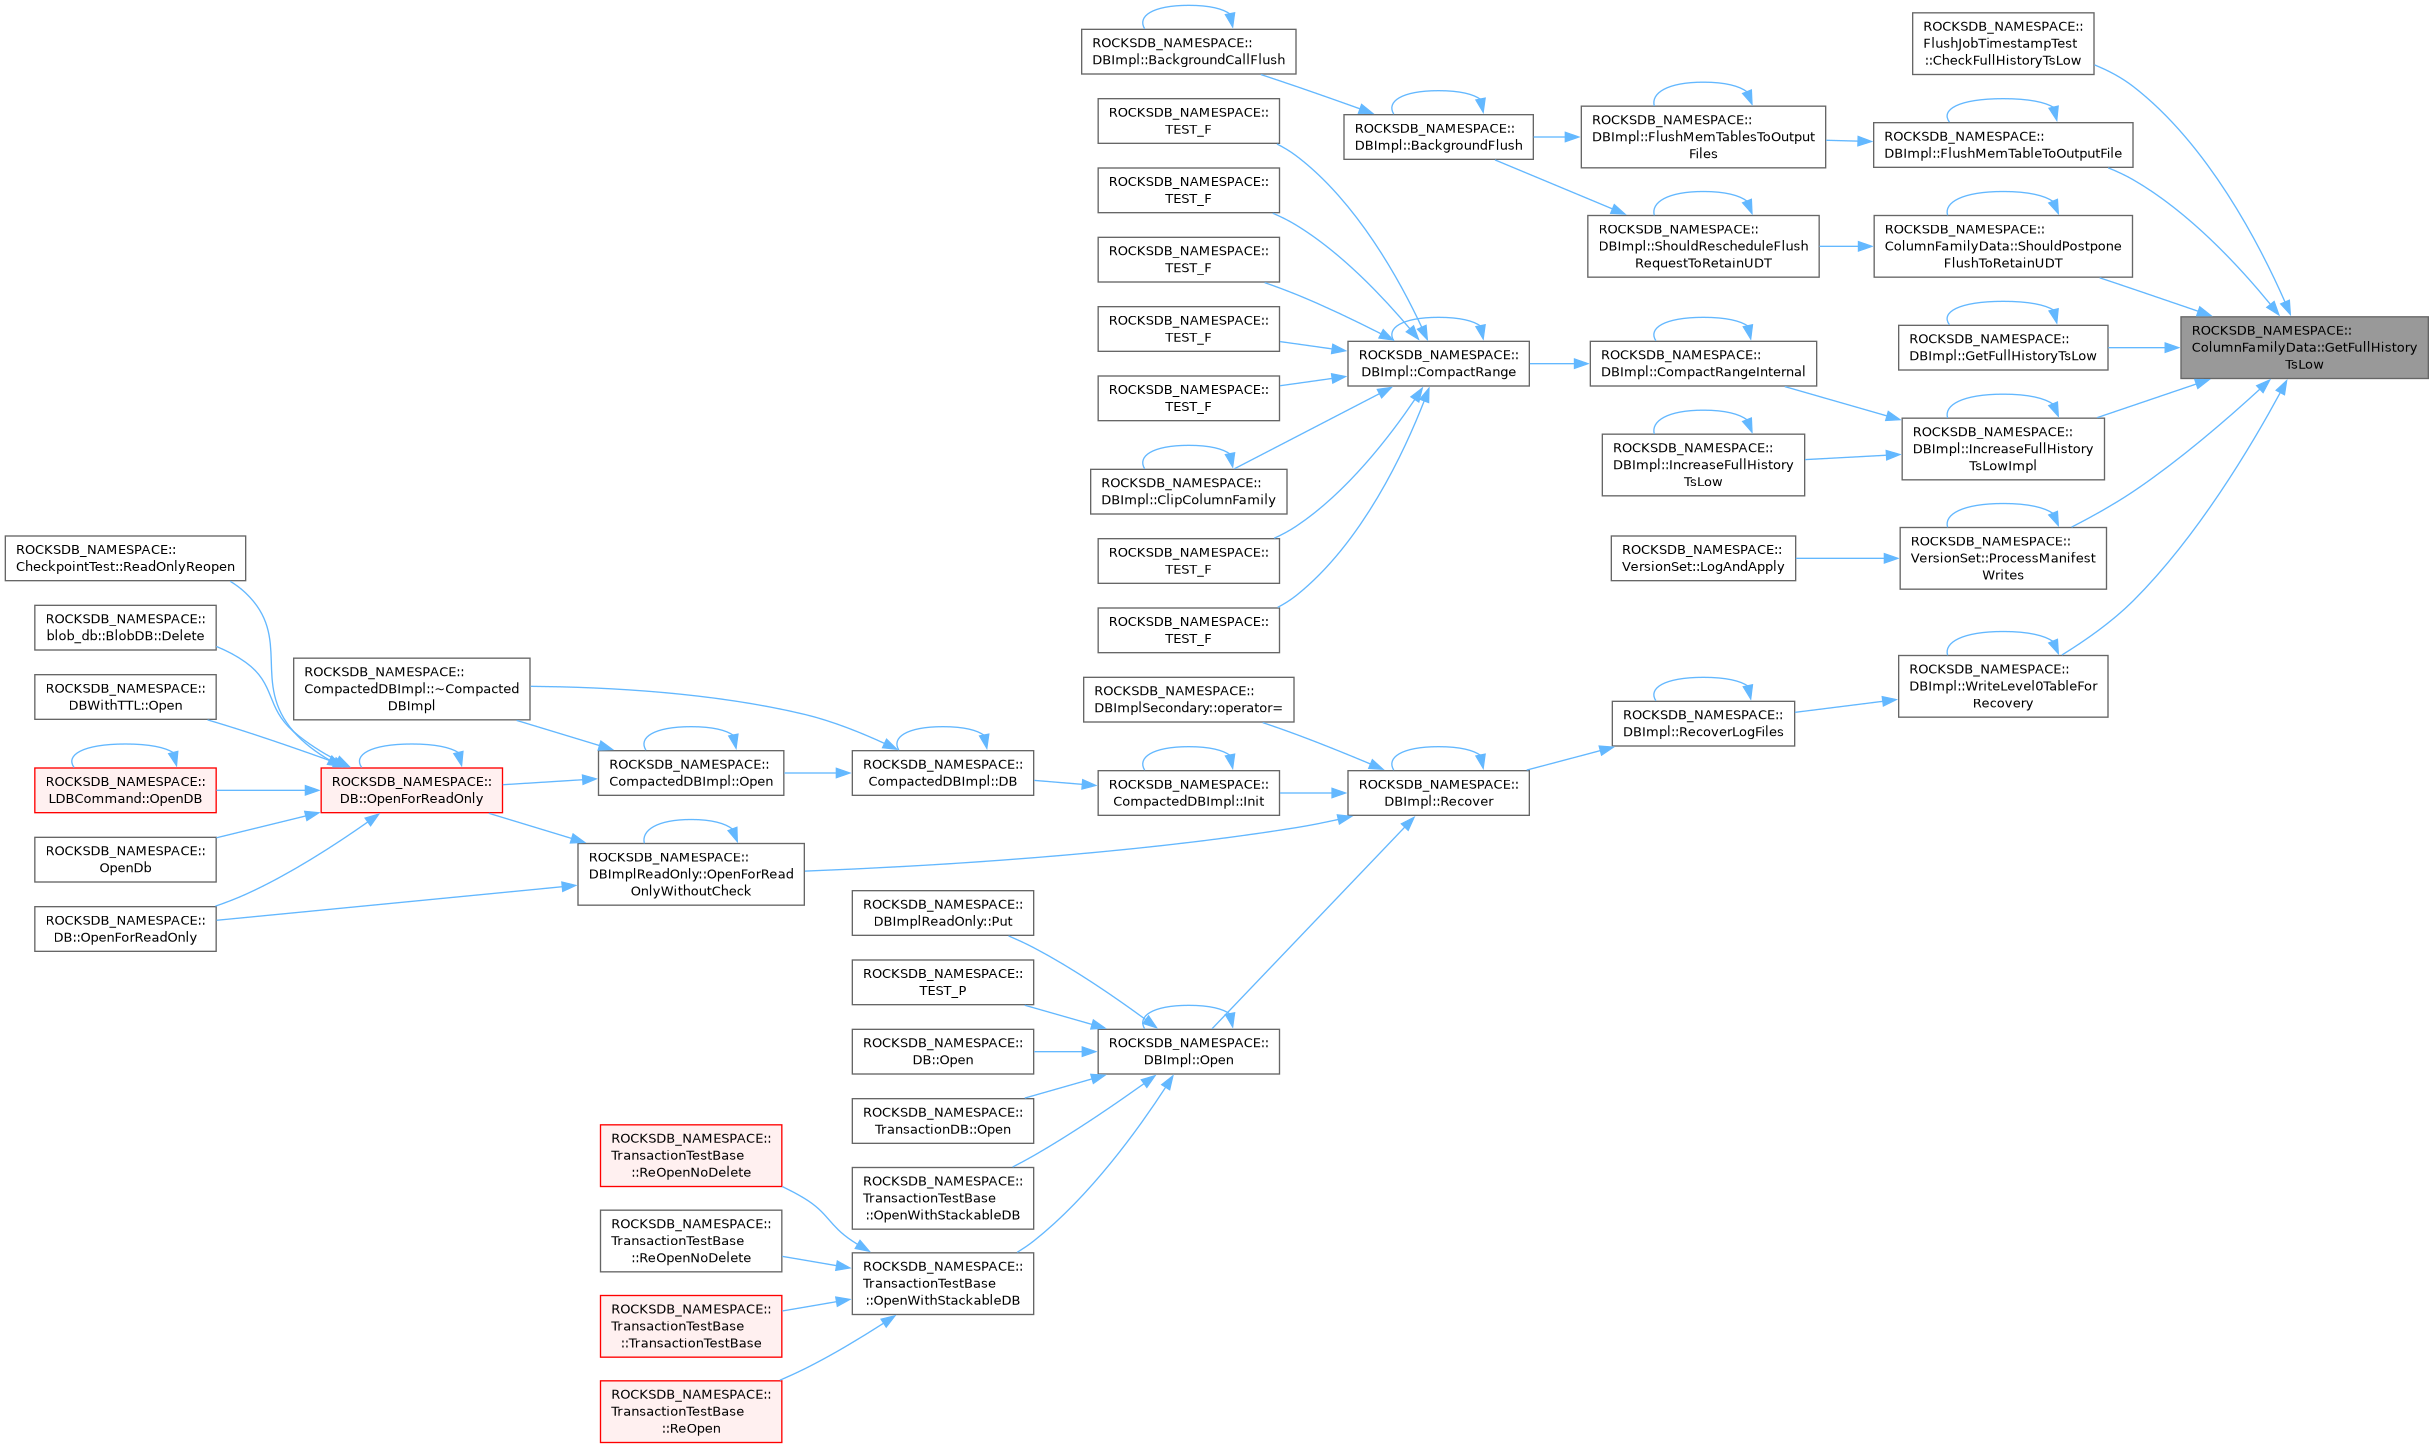 ROCKSDB_NAMESPACE::
DBImpl::BackgroundCallFlush
ROCKSDB_NAMESPACE::
FlushJobTimestampTest
::CheckFullHistoryTsLow
ROCKSDB_NAMESPACE::
TEST_F
ROCKSDB_NAMESPACE::
DBImpl::BackgroundFlush
ROCKSDB_NAMESPACE::
DBImpl::FlushMemTablesToOutput
Files
ROCKSDB_NAMESPACE::
DBImpl::FlushMemTableToOutputFile
ROCKSDB_NAMESPACE::
TEST_F
ROCKSDB_NAMESPACE::
DBImpl::ShouldRescheduleFlush
RequestToRetainUDT
ROCKSDB_NAMESPACE::
ColumnFamilyData::ShouldPostpone
FlushToRetainUDT
ROCKSDB_NAMESPACE::
TEST_F
ROCKSDB_NAMESPACE::
TEST_F
ROCKSDB_NAMESPACE::
DBImpl::GetFullHistoryTsLow
ROCKSDB_NAMESPACE::
ColumnFamilyData::GetFullHistory
TsLow
ROCKSDB_NAMESPACE::
DBImpl::CompactRange
ROCKSDB_NAMESPACE::
DBImpl::CompactRangeInternal
ROCKSDB_NAMESPACE::
TEST_F
ROCKSDB_NAMESPACE::
DBImpl::IncreaseFullHistory
TsLowImpl
ROCKSDB_NAMESPACE::
DBImpl::IncreaseFullHistory
TsLow
ROCKSDB_NAMESPACE::
DBImpl::ClipColumnFamily
ROCKSDB_NAMESPACE::
VersionSet::ProcessManifest
Writes
ROCKSDB_NAMESPACE::
VersionSet::LogAndApply
ROCKSDB_NAMESPACE::
TEST_F
ROCKSDB_NAMESPACE::
CheckpointTest::ReadOnlyReopen
ROCKSDB_NAMESPACE::
TEST_F
ROCKSDB_NAMESPACE::
blob_db::BlobDB::Delete
ROCKSDB_NAMESPACE::
CompactedDBImpl::~Compacted
DBImpl
ROCKSDB_NAMESPACE::
DBImpl::WriteLevel0TableFor
Recovery
ROCKSDB_NAMESPACE::
DBWithTTL::Open
ROCKSDB_NAMESPACE::
DBImplSecondary::operator=
ROCKSDB_NAMESPACE::
DBImpl::RecoverLogFiles
ROCKSDB_NAMESPACE::
LDBCommand::OpenDB
ROCKSDB_NAMESPACE::
DB::OpenForReadOnly
ROCKSDB_NAMESPACE::
CompactedDBImpl::Open
ROCKSDB_NAMESPACE::
CompactedDBImpl::DB
ROCKSDB_NAMESPACE::
CompactedDBImpl::Init
ROCKSDB_NAMESPACE::
DBImpl::Recover
ROCKSDB_NAMESPACE::
OpenDb
ROCKSDB_NAMESPACE::
DBImplReadOnly::OpenForRead
OnlyWithoutCheck
ROCKSDB_NAMESPACE::
DB::OpenForReadOnly
ROCKSDB_NAMESPACE::
DBImplReadOnly::Put
ROCKSDB_NAMESPACE::
TEST_P
ROCKSDB_NAMESPACE::
DB::Open
ROCKSDB_NAMESPACE::
DBImpl::Open
ROCKSDB_NAMESPACE::
TransactionDB::Open
ROCKSDB_NAMESPACE::
TransactionTestBase
::ReOpenNoDelete
ROCKSDB_NAMESPACE::
TransactionTestBase
::OpenWithStackableDB
ROCKSDB_NAMESPACE::
TransactionTestBase
::ReOpenNoDelete
ROCKSDB_NAMESPACE::
TransactionTestBase
::OpenWithStackableDB
ROCKSDB_NAMESPACE::
TransactionTestBase
::TransactionTestBase
ROCKSDB_NAMESPACE::
TransactionTestBase
::ReOpen